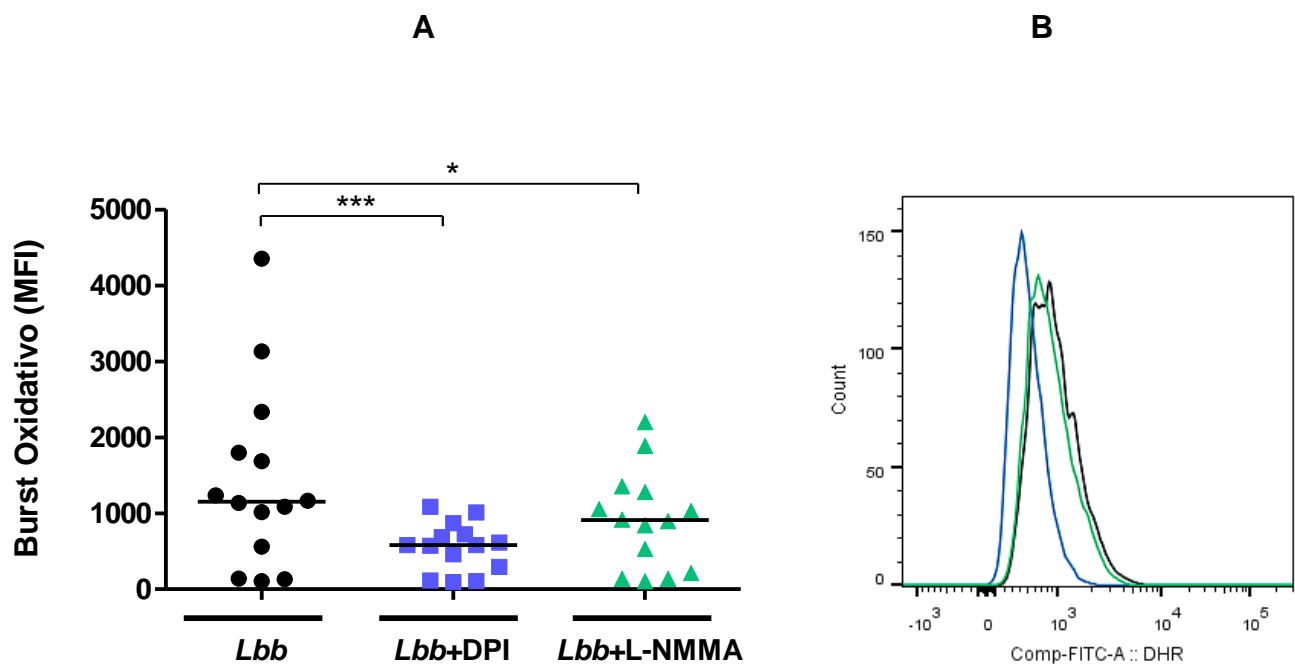 A
B
*
***
Burst Oxidativo (MFI)
5000
4000
3000
2000
1000
0
Lbb
Lbb+DPI
Lbb+L-NMMA
Count
150
100
50
0
-10³
0
10³
10⁴
10⁵
Comp-FITC-A :: DHR